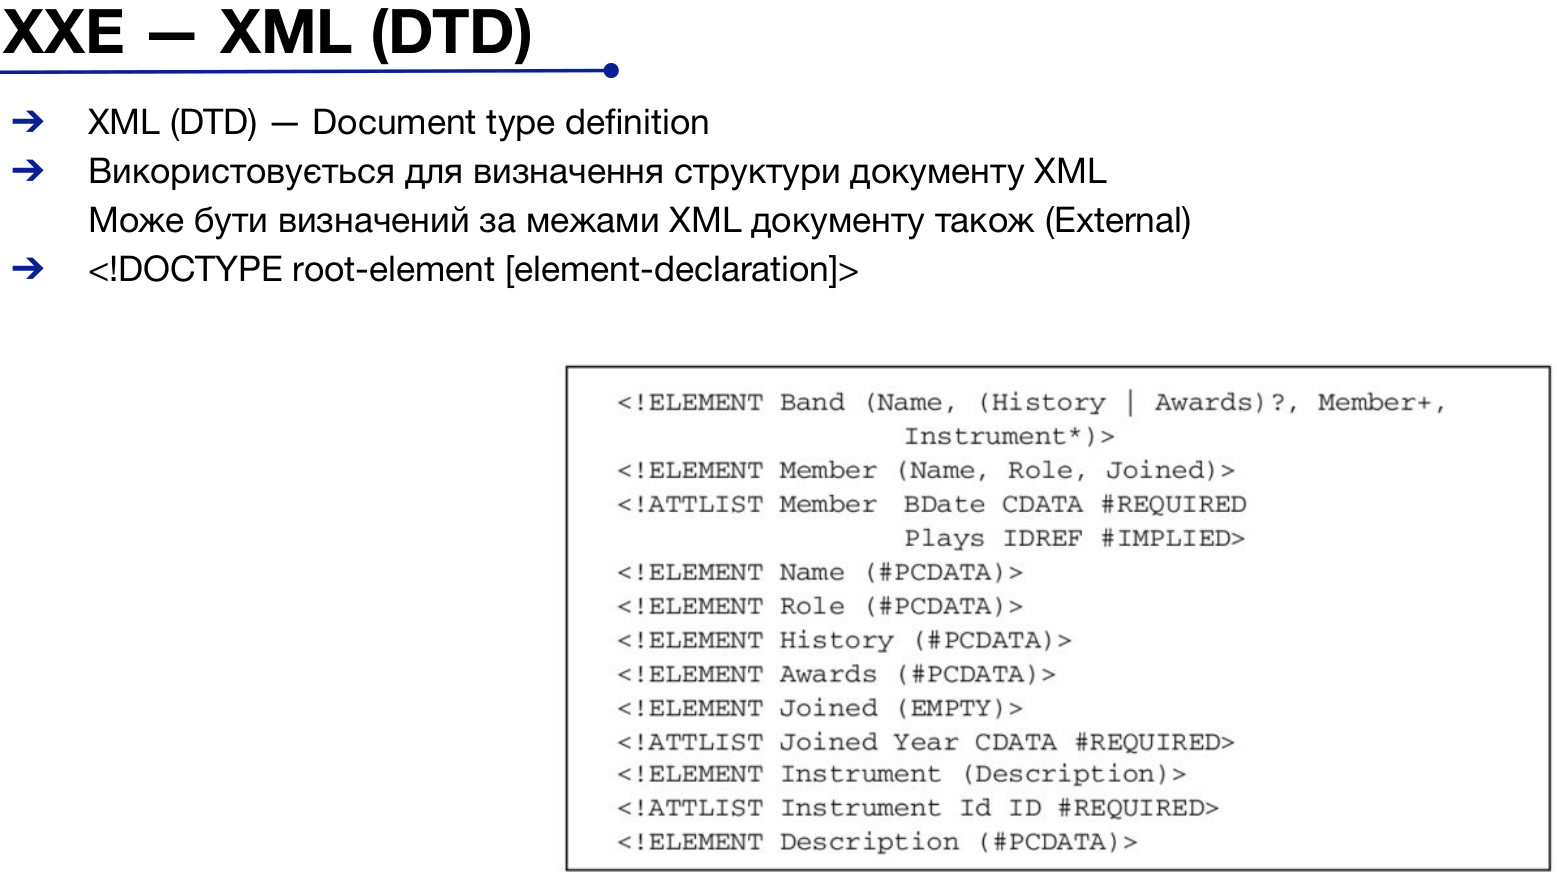 XXE — XML (DTD)
➔ XML (DTD) — Document type definition
➔ Використовується для визначення структури документу XML
Може бути визначений за межами XML документу також (External)
➔ <!DOCTYPE root-element [element-declaration]>
<!ELEMENT Band (Name, (History | Awards)?, Member+,
Instrument*)>
<!ELEMENT Member (Name, Role, Joined)>
<!ATTLIST Member BDate CDATA #REQUIRED
Plays IDREF #IMPLIED>
<!ELEMENT Name (#PCDATA)>
<!ELEMENT Role (#PCDATA)>
<!ELEMENT History (#PCDATA)>
<!ELEMENT Awards (#PCDATA)>
<!ELEMENT Joined (EMPTY)>
<!ATTLIST Joined Year CDATA #REQUIRED>
<!ELEMENT Instrument (Description)>
<!ATTLIST Instrument Id ID #REQUIRED>
<!ELEMENT Description (#PCDATA)>